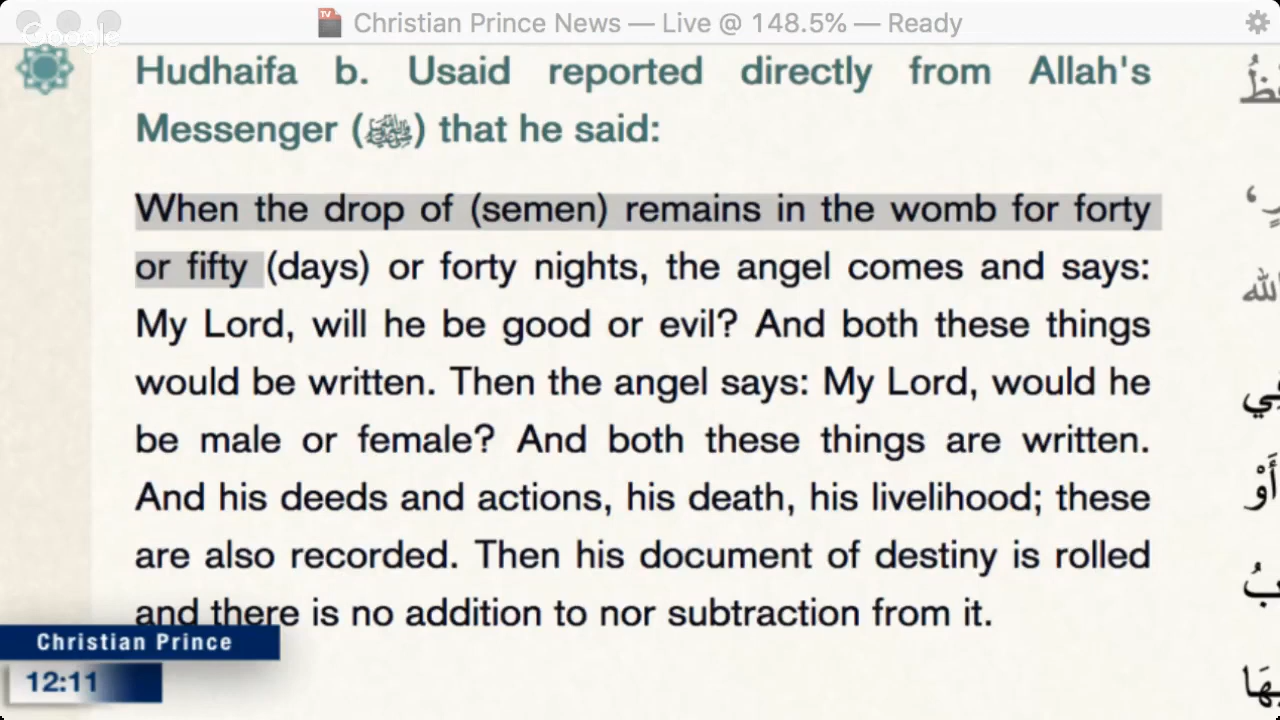 Christian Prince News — Live @ 148.5% — Ready
Google
Hudhaifa b. Usaid reported directly from Allah's
Messenger (ﷺ) that he said:
When the drop of (semen) remains in the womb for forty
or fifty (days) or forty nights, the angel comes and says:
My Lord, will he be good or evil? And both these things
would be written. Then the angel says: My Lord, would he
be male or female? And both these things are written.
And his deeds and actions, his death, his livelihood; these
are also recorded. Then his document of destiny is rolled
and there is no addition to nor subtraction from it.
الله
فِي
أَوْ
Christian Prince
12:11